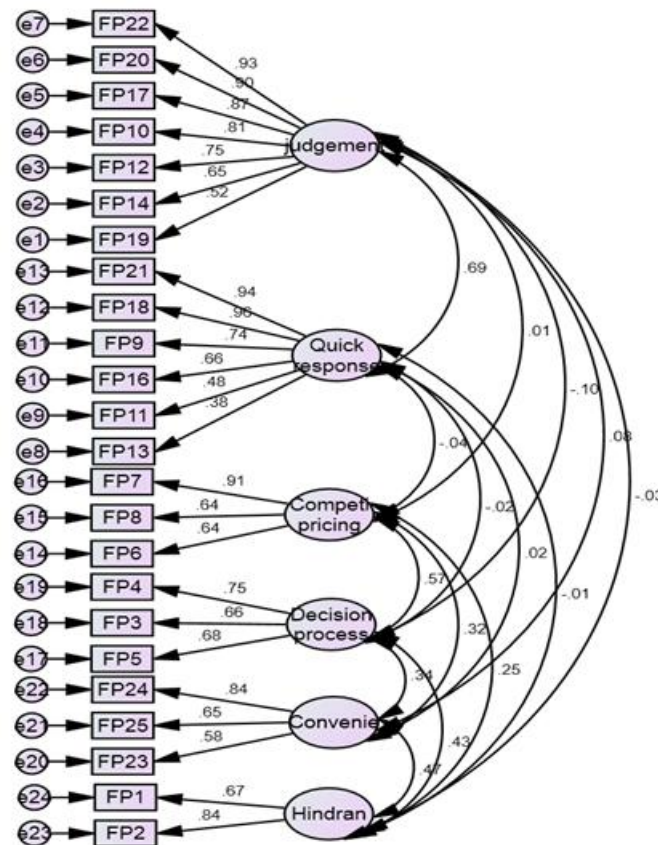 e7 FP22
e6 FP20
e5 FP17
e4 FP10
e3 FP12
e2 FP14
e1 FP19
.93
.90
.87
.81
.75
.65
.52
judgement
e13 FP21
e12 FP18
e11 FP9
e10 FP16
e9 FP11
e8 FP13
.94
.96
.74
.66
.48
.38
Quick
response
e16 FP7
e15 FP8
e14 FP6
.91
.64
.64
Competi
pricing
e19 FP4
e18 FP3
e17 FP5
.75
.66
.68
Decision
process
e22 FP24
e21 FP25
e20 FP23
.84
.65
.58
Convenie
e24 FP1
e23 FP2
.67
.84
Hindran
.69
.01
-.10
.08
-.03
-.04
-.02
.02
-.01
.57
.32
.25
.34
.43
.47